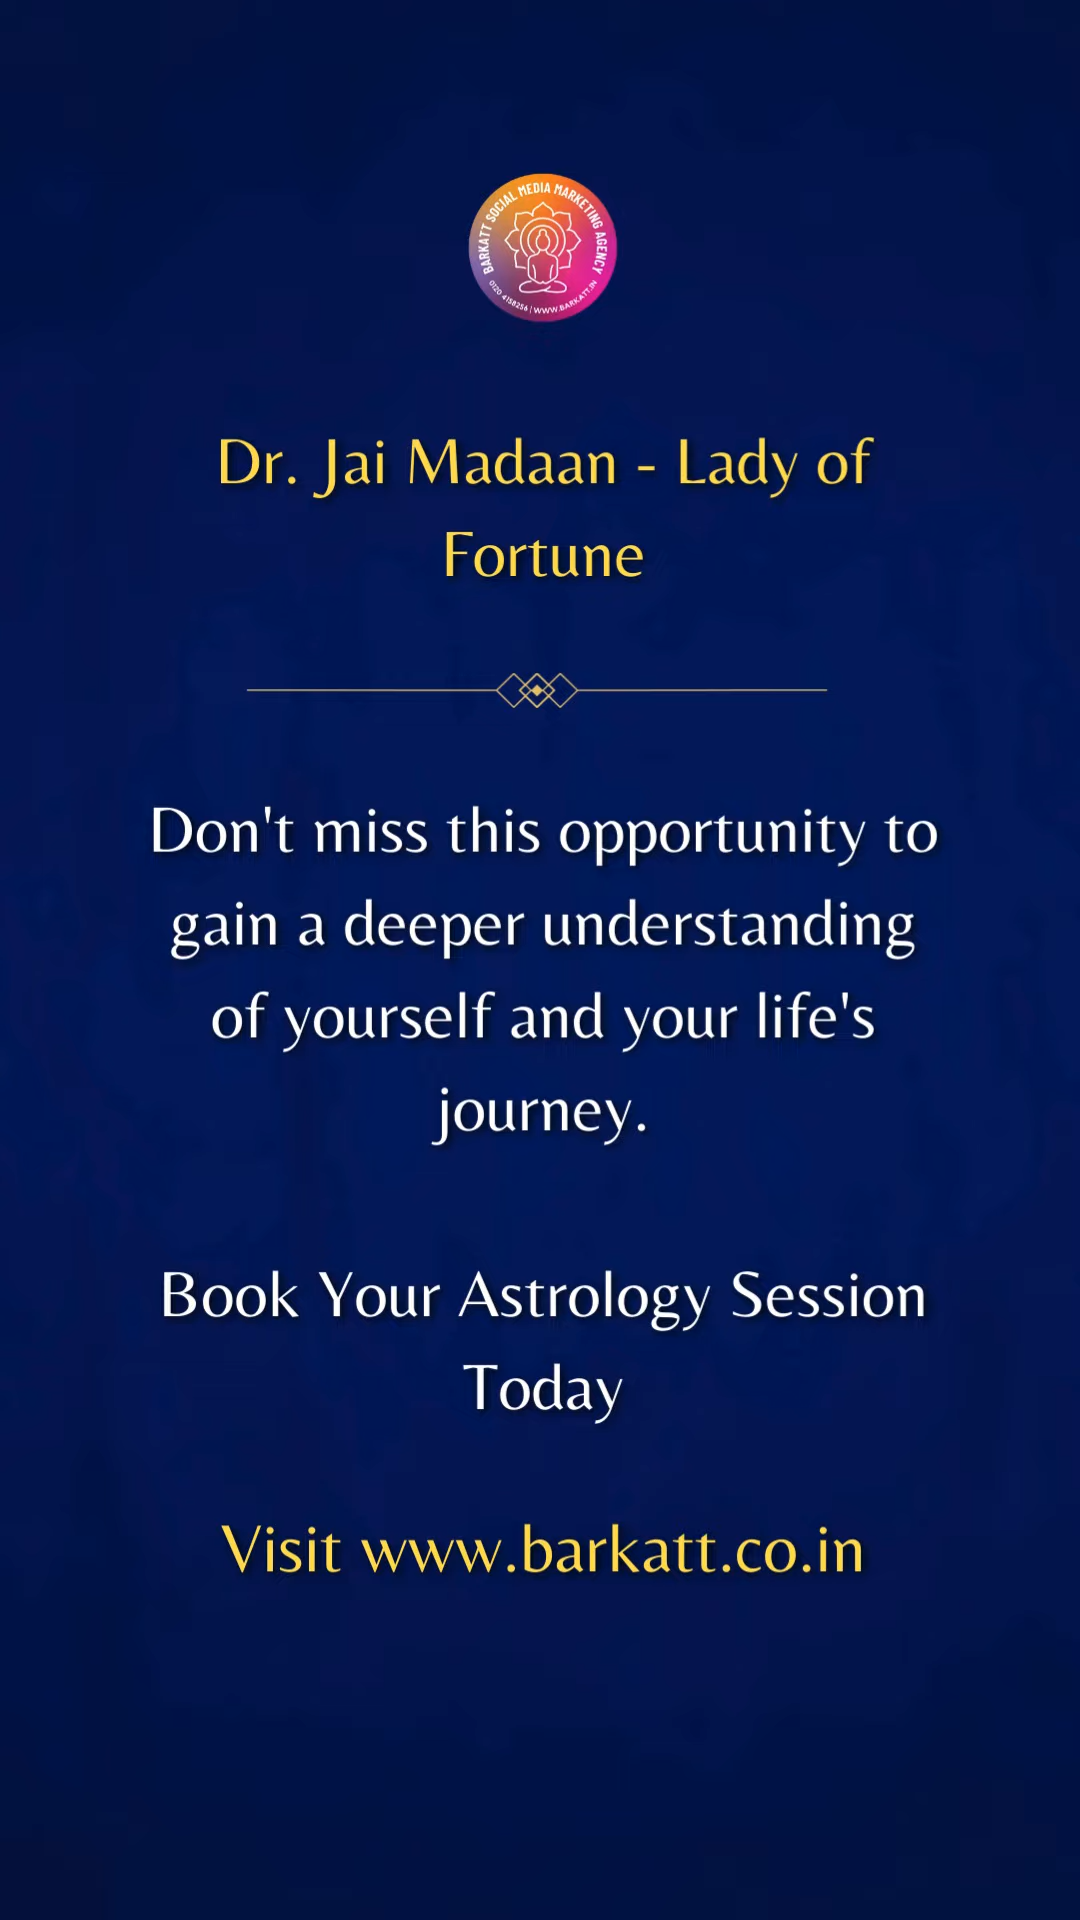 BARKATT SOCIAL MEDIA MARKETING AGENCY
0120 4158256 | WWW.BARKATT.IN
Dr. Jai Madaan - Lady of
Fortune
Don't miss this opportunity to
gain a deeper understanding
of yourself and your life's
journey.
Book Your Astrology Session
Today
Visit www.barkatt.co.in